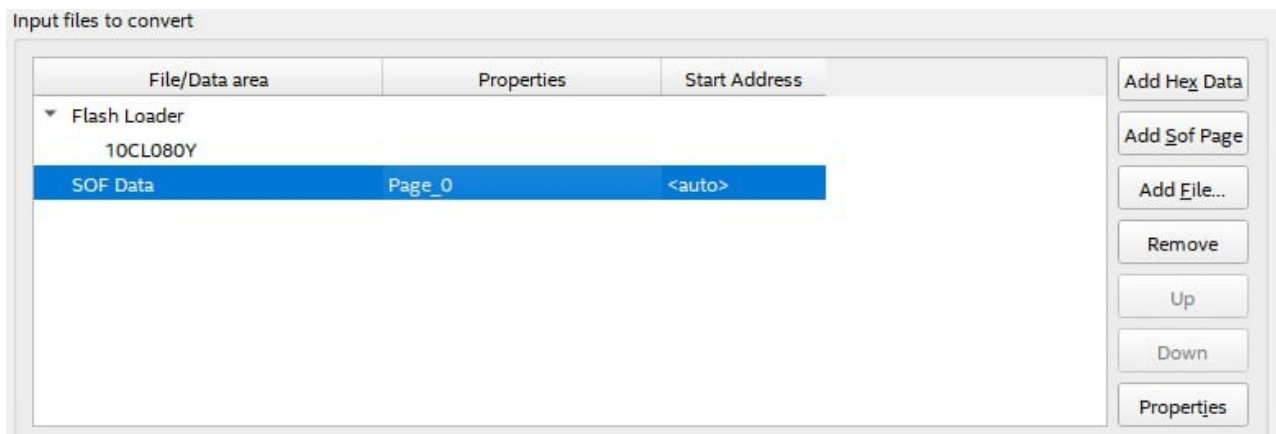 Input files to convert
File/Data area Properties Start Address
Flash Loader
10CL080Y
SOF Data Page_0 <auto>
Add Hex Data
Add Sof Page
Add File...
Remove
Up
Down
Properties